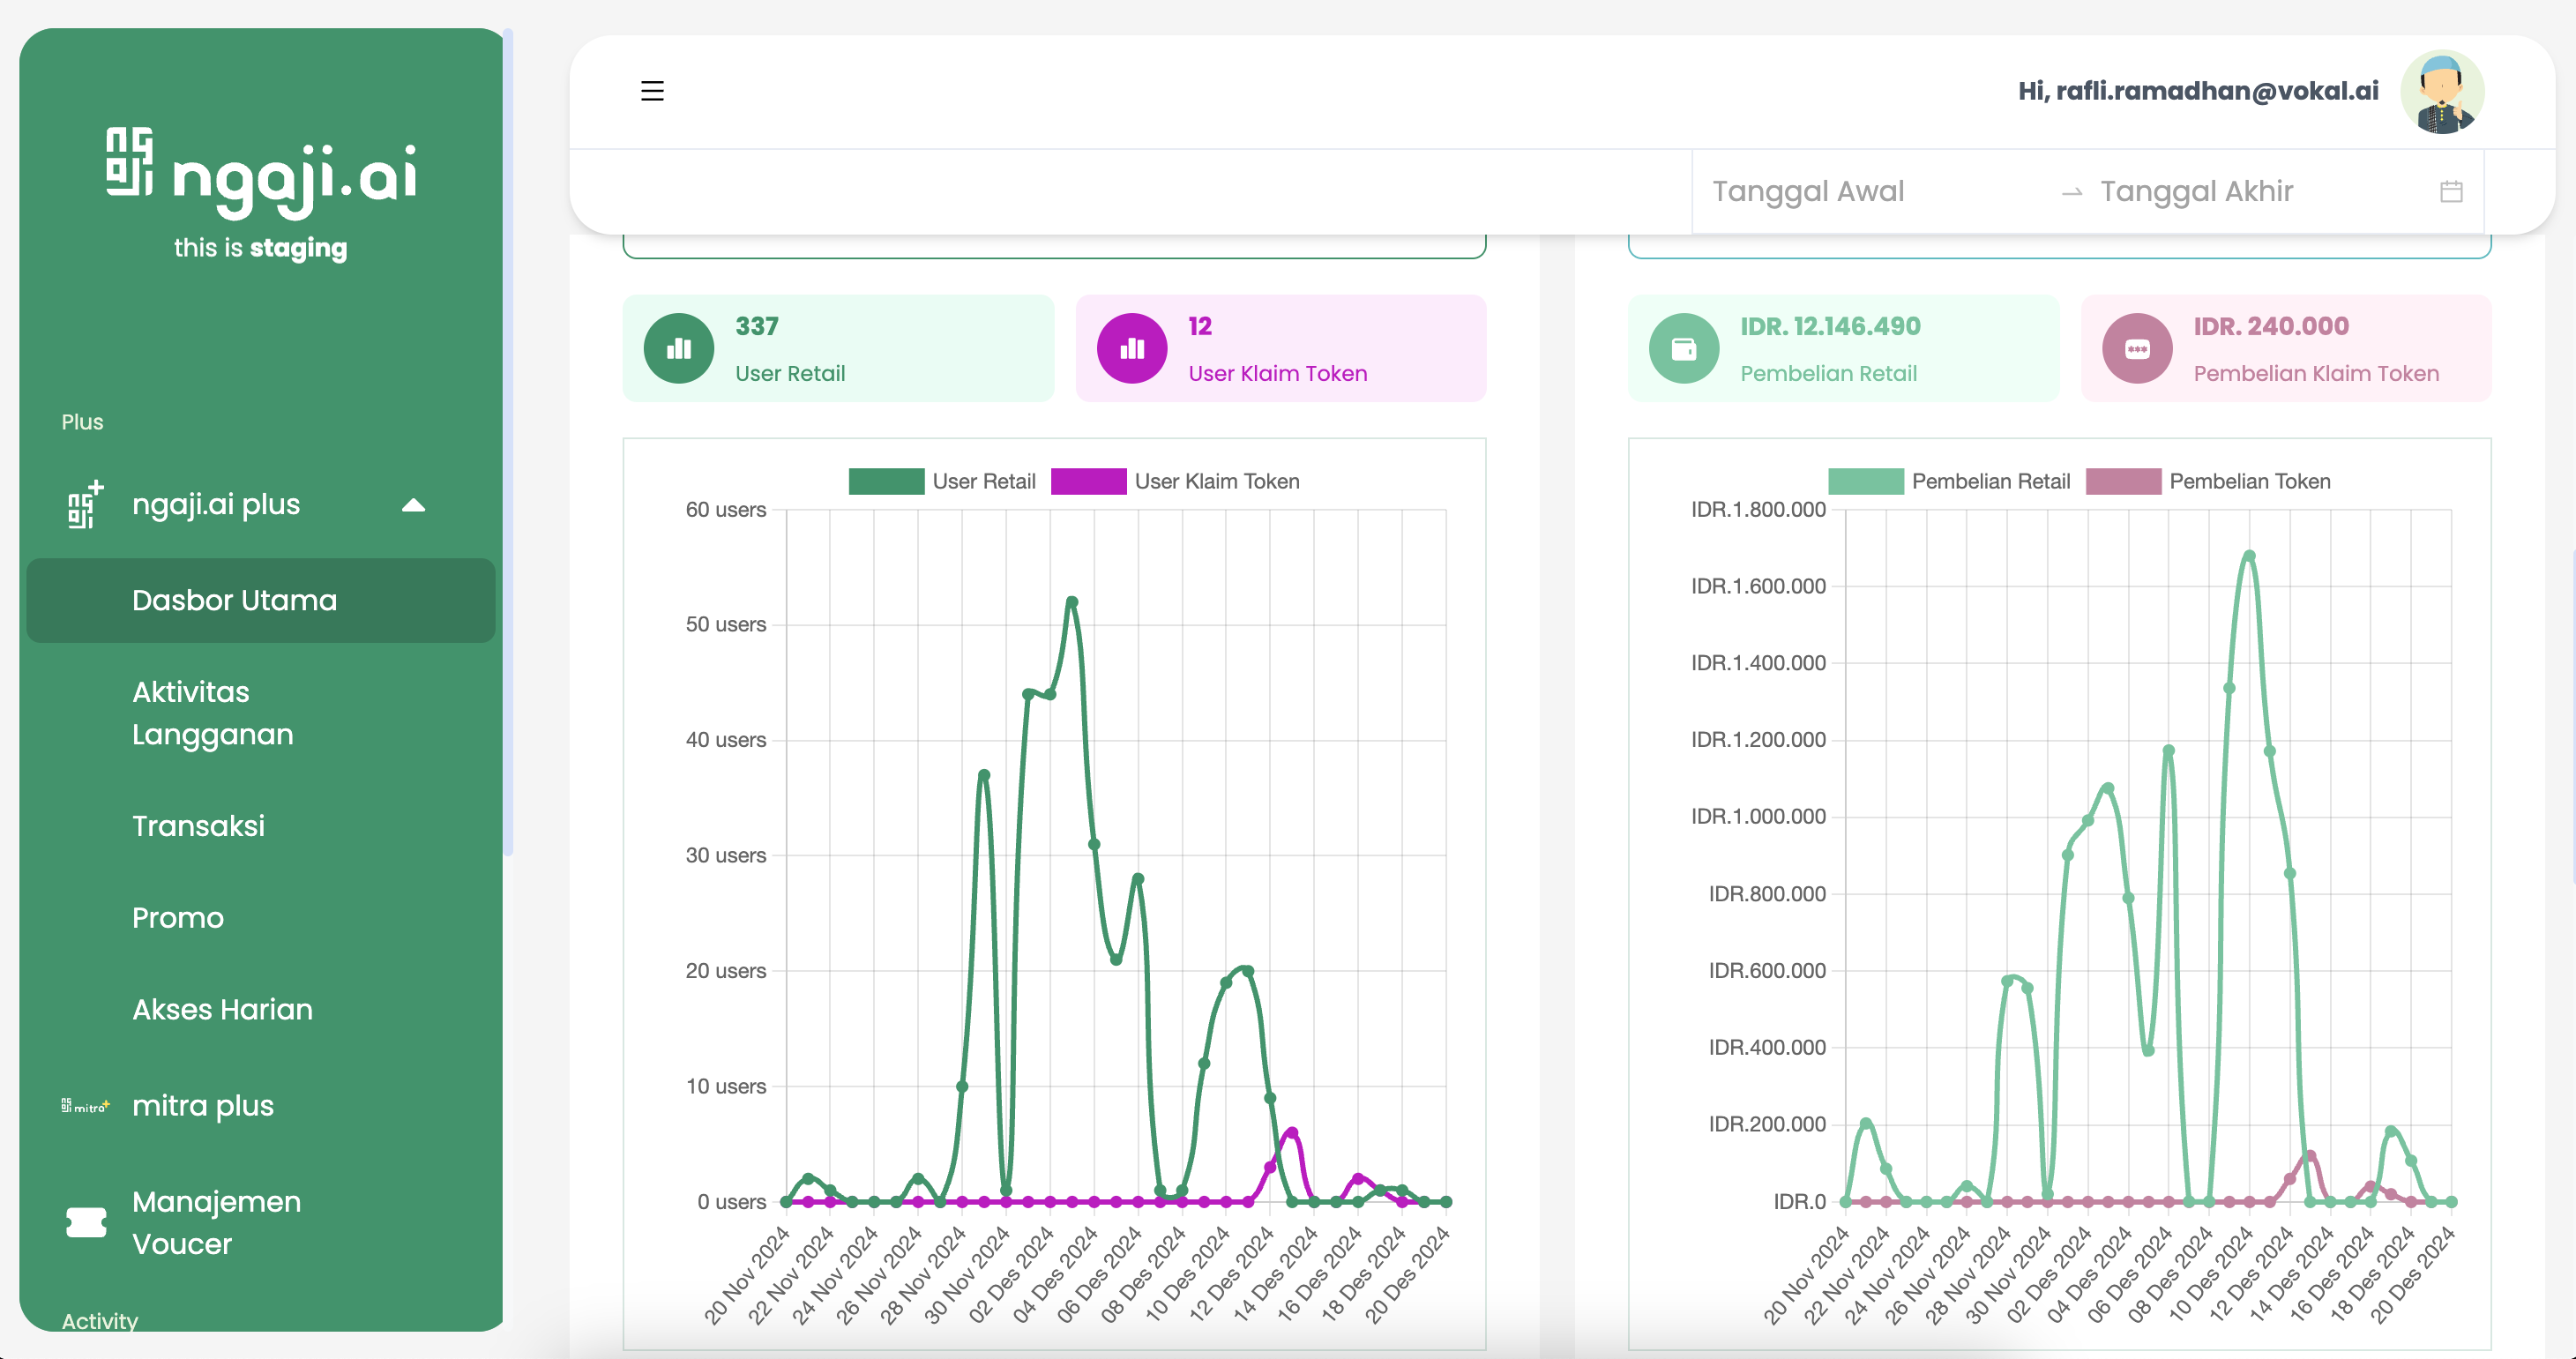 ngaji.ai
this is staging
Plus
ngaji.ai plus
Dasbor Utama
Aktivitas
Langganan
Transaksi
Promo
Akses Harian
mitra plus
Manajemen
Voucer
Activity
Hi, rafli.ramadhan@vokal.ai
Tanggal Awal → Tanggal Akhir
337
User Retail
12
User Klaim Token
User Retail User Klaim Token
60 users
50 users
40 users
30 users
20 users
10 users
0 users
20 Nov 2024
22 Nov 2024
24 Nov 2024
26 Nov 2024
28 Nov 2024
30 Nov 2024
02 Des 2024
04 Des 2024
06 Des 2024
08 Des 2024
10 Des 2024
12 Des 2024
14 Des 2024
16 Des 2024
18 Des 2024
20 Des 2024
IDR. 12.146.490
Pembelian Retail
IDR. 240.000
Pembelian Klaim Token
Pembelian Retail Pembelian Token
IDR.1.800.000
IDR.1.600.000
IDR.1.400.000
IDR.1.200.000
IDR.1.000.000
IDR.800.000
IDR.600.000
IDR.400.000
IDR.200.000
IDR.0
20 Nov 2024
22 Nov 2024
24 Nov 2024
26 Nov 2024
28 Nov 2024
30 Nov 2024
02 Des 2024
04 Des 2024
06 Des 2024
08 Des 2024
10 Des 2024
12 Des 2024
14 Des 2024
16 Des 2024
18 Des 2024
20 Des 2024